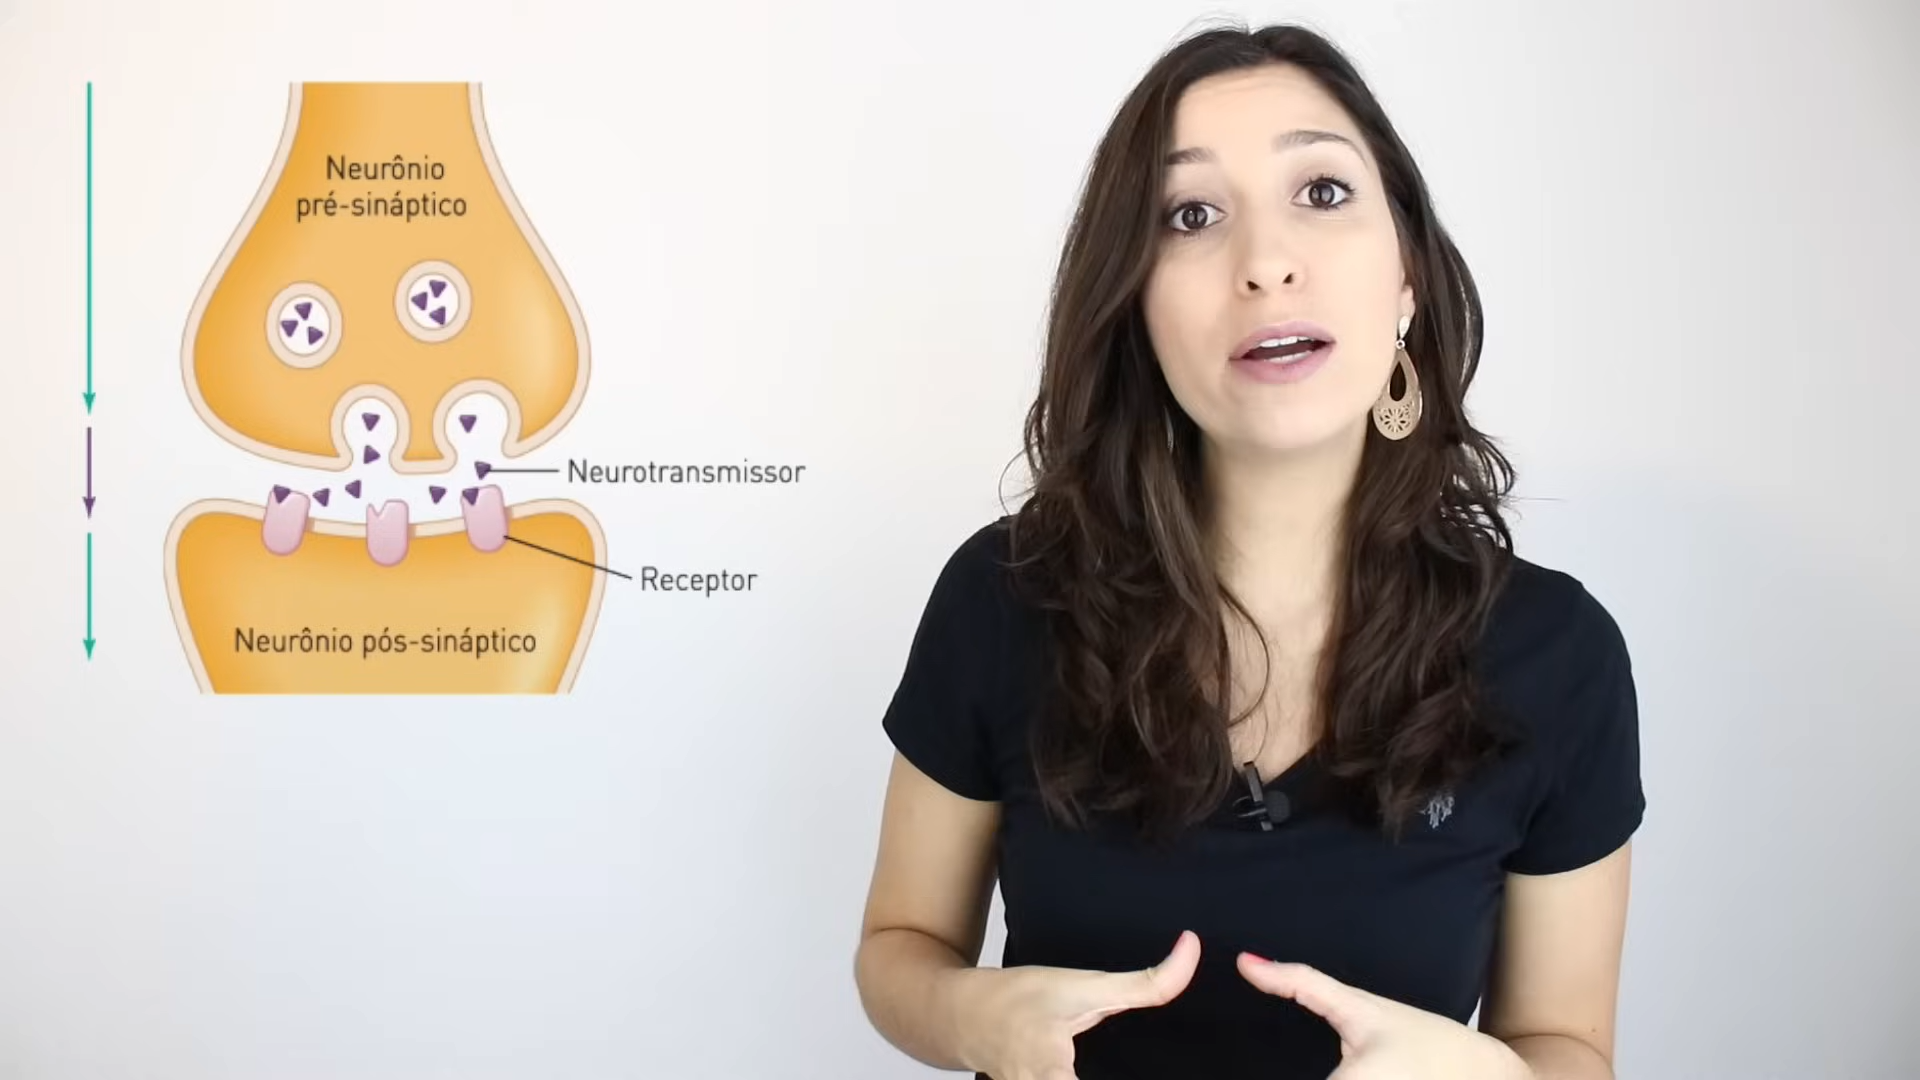 Neurônio
pré-sináptico
Neurotransmissor
Receptor
Neurônio pós-sináptico